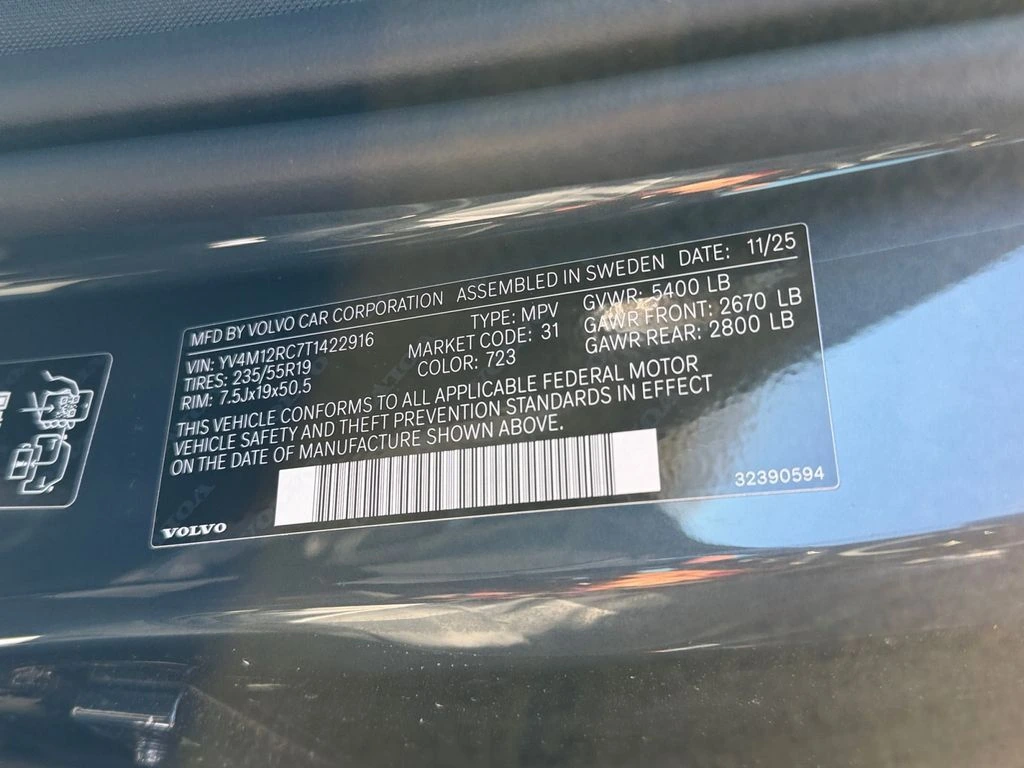 MFD BY VOLVO CAR CORPORATION ASSEMBLED IN SWEDEN DATE: 11/25
VIN: YV4M12RC7T1422916 TYPE: MPV GVWR: 5400 LB
TIRES: 235/55R19 MARKET CODE: 31 GAWR FRONT: 2670 LB
RIM: 7.5Jx19x50.5 COLOR: 723 GAWR REAR: 2800 LB
THIS VEHICLE CONFORMS TO ALL APPLICABLE FEDERAL MOTOR
VEHICLE SAFETY AND THEFT PREVENTION STANDARDS IN EFFECT
ON THE DATE OF MANUFACTURE SHOWN ABOVE.
32390594
VOLVO